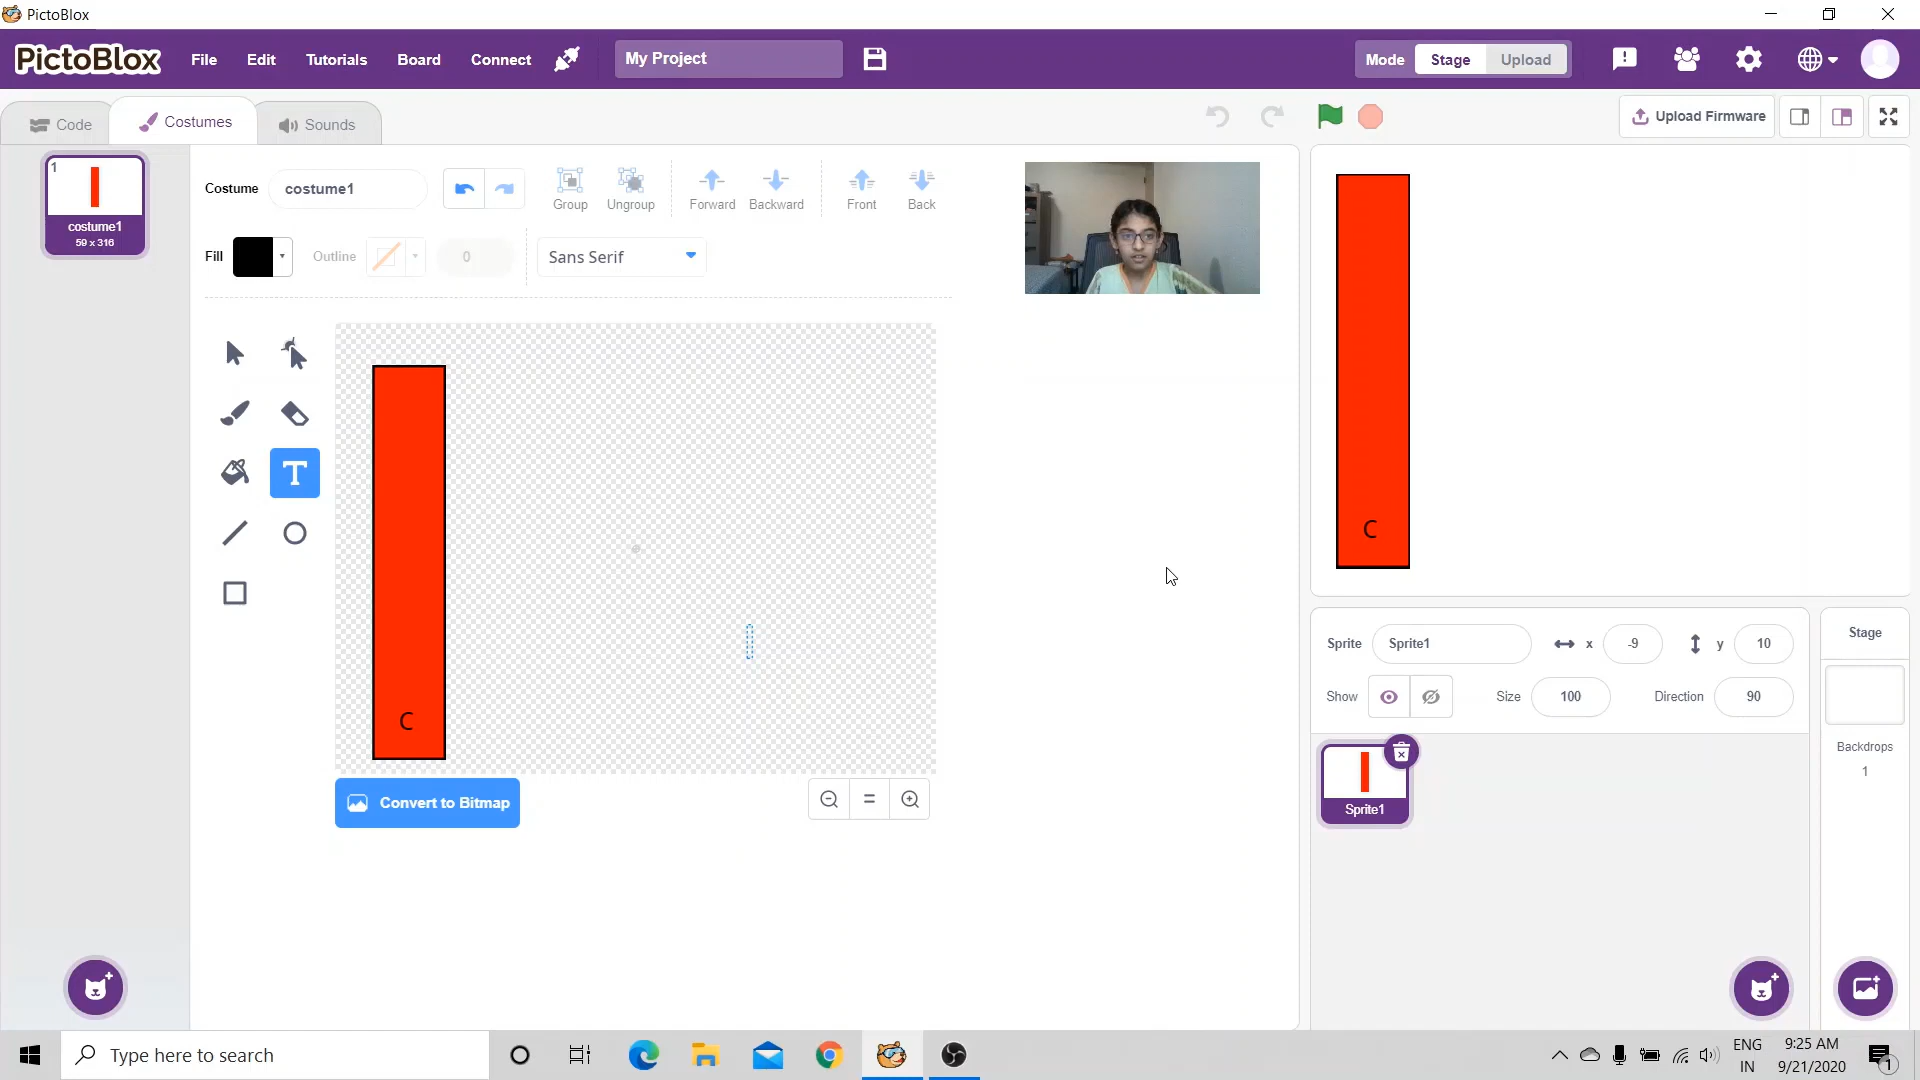 PictoBlox
PictoBlox File Edit Tutorials Board Connect My Project Mode Stage Upload
Code Costumes Sounds Upload Firmware
1
costume1
59 x 316
Costume costume1 Group Ungroup Forward Backward Front Back
Fill Outline 0 Sans Serif
T
C
C
Convert to Bitmap
Sprite Sprite1 x -9 y 10
Show Size 100 Direction 90
Sprite1
Stage
Backdrops
1
Type here to search
ENG
IN
9:25 AM
9/21/2020
1